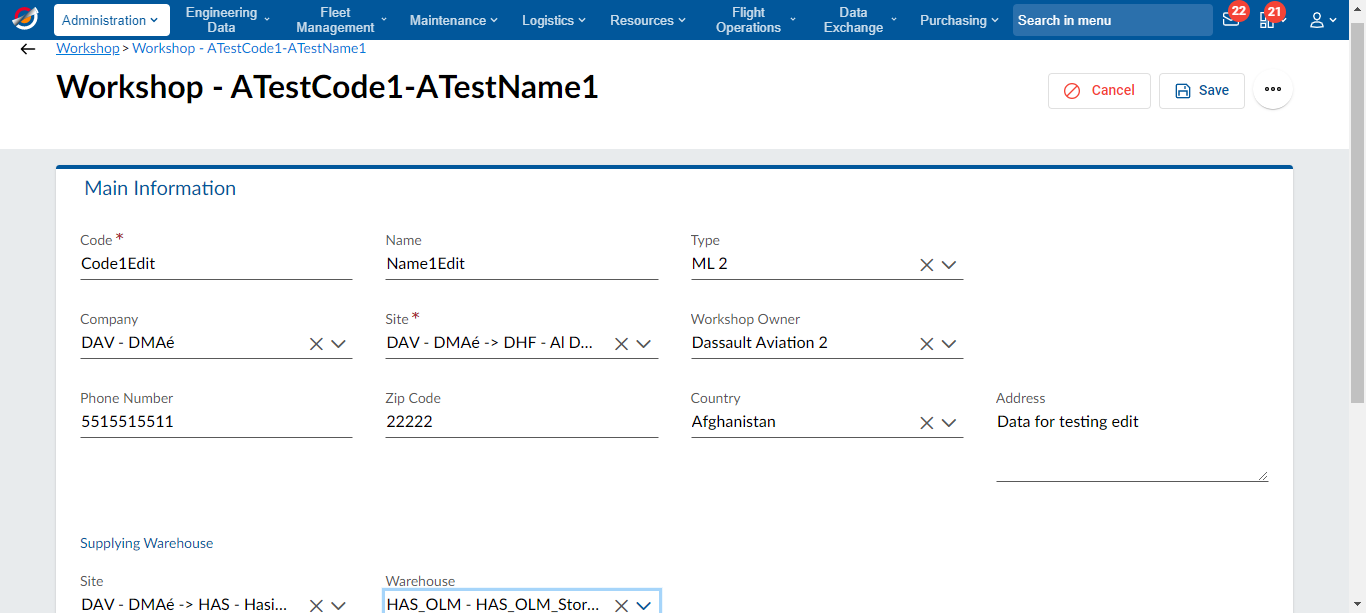 Administration
Engineering
Data
Fleet
Management
Maintenance
Logistics
Resources
Flight
Operations
Data
Exchange
Purchasing
Search in menu
22
21
Workshop > Workshop - ATestCode1-ATestName1
Workshop - ATestCode1-ATestName1
Cancel
Save
Main Information
Code *
Name
Type
Code1Edit
Name1Edit
ML 2
Company
Site *
Workshop Owner
DAV - DMAé
DAV - DMAé -> DHF - Al D...
Dassault Aviation 2
Phone Number
Zip Code
Country
Address
5515515511
22222
Afghanistan
Data for testing edit
Supplying Warehouse
Site
Warehouse
DAV - DMAé -> HAS - Hasi...
HAS_OLM - HAS_OLM_Stor...